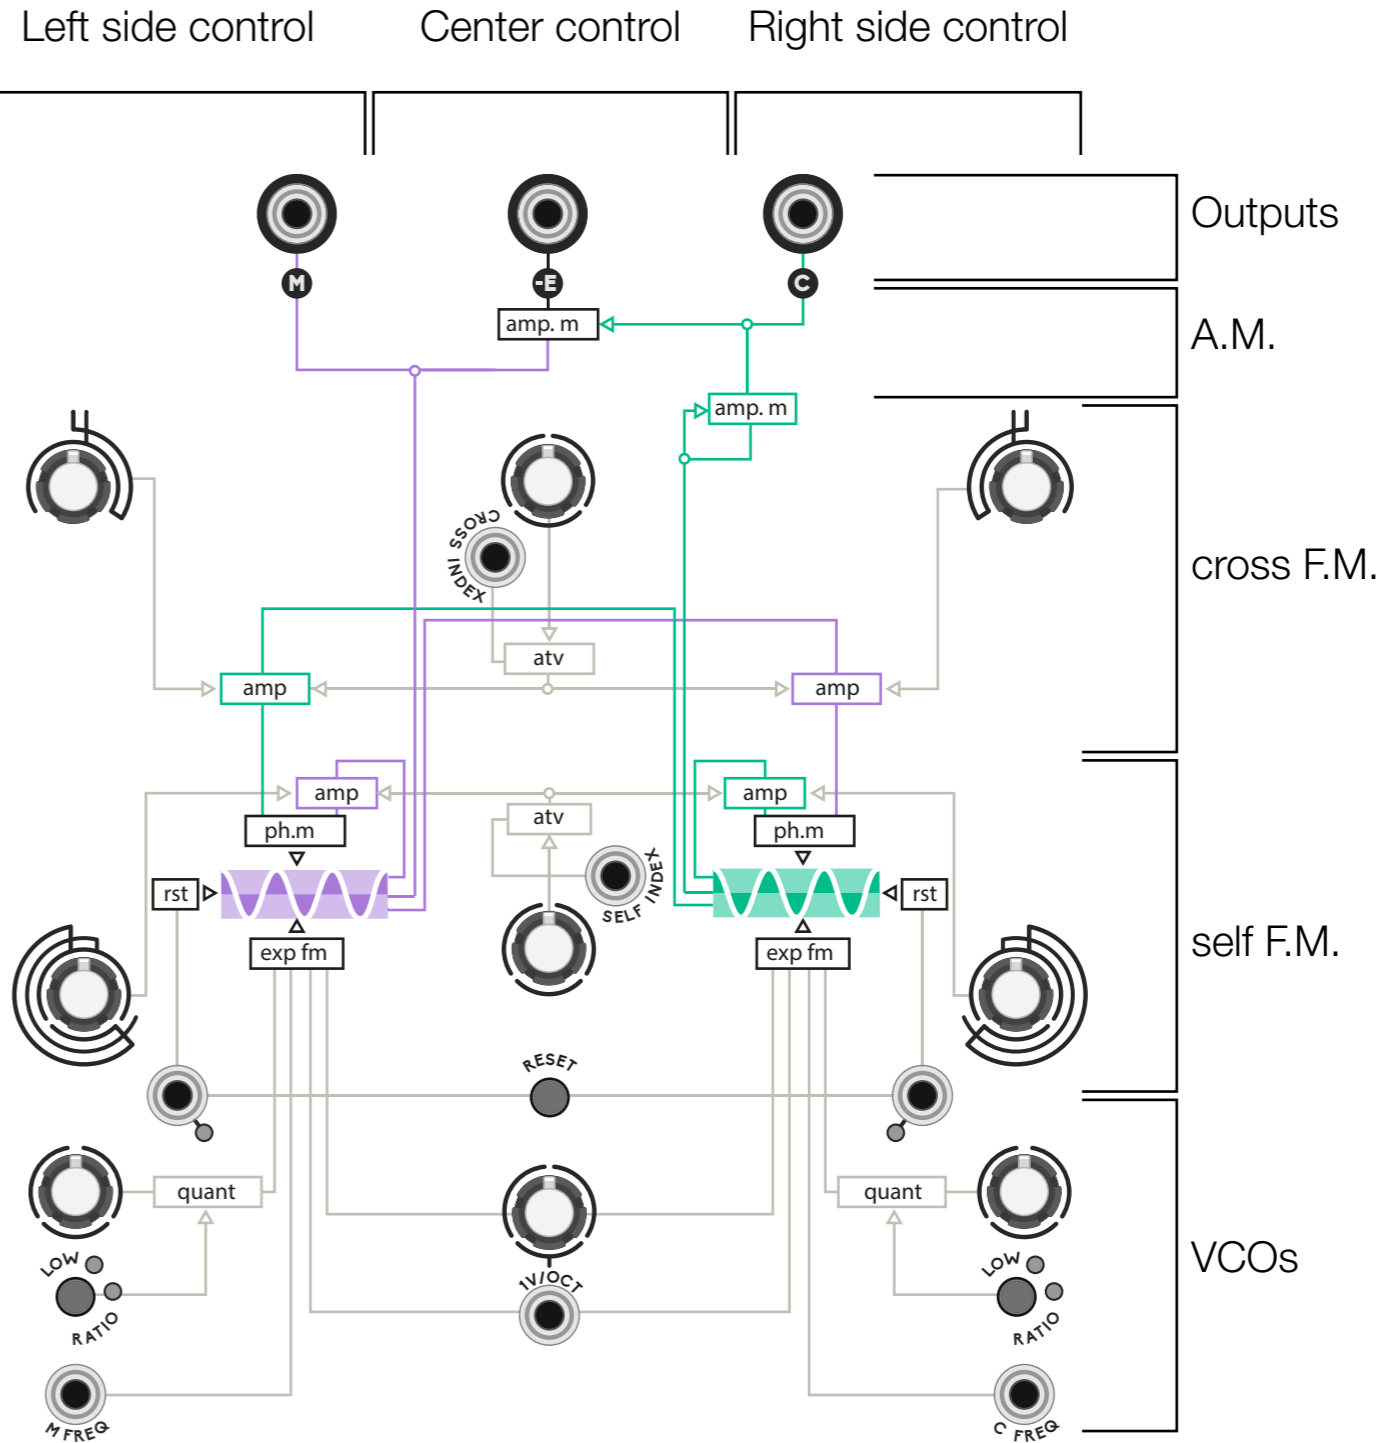 Left side control
Center control
Right side control
Outputs
M
-E
C
amp. m
A.M.
amp. m
CROSS INDEX
cross F.M.
atv
amp
amp
amp
amp
atv
ph.m
ph.m
SELF INDEX
rst
rst
self F.M.
exp fm
exp fm
RESET
quant
quant
LOW
RATIO
1V/OCT
LOW
RATIO
VCOs
M FREQ
C FREQ